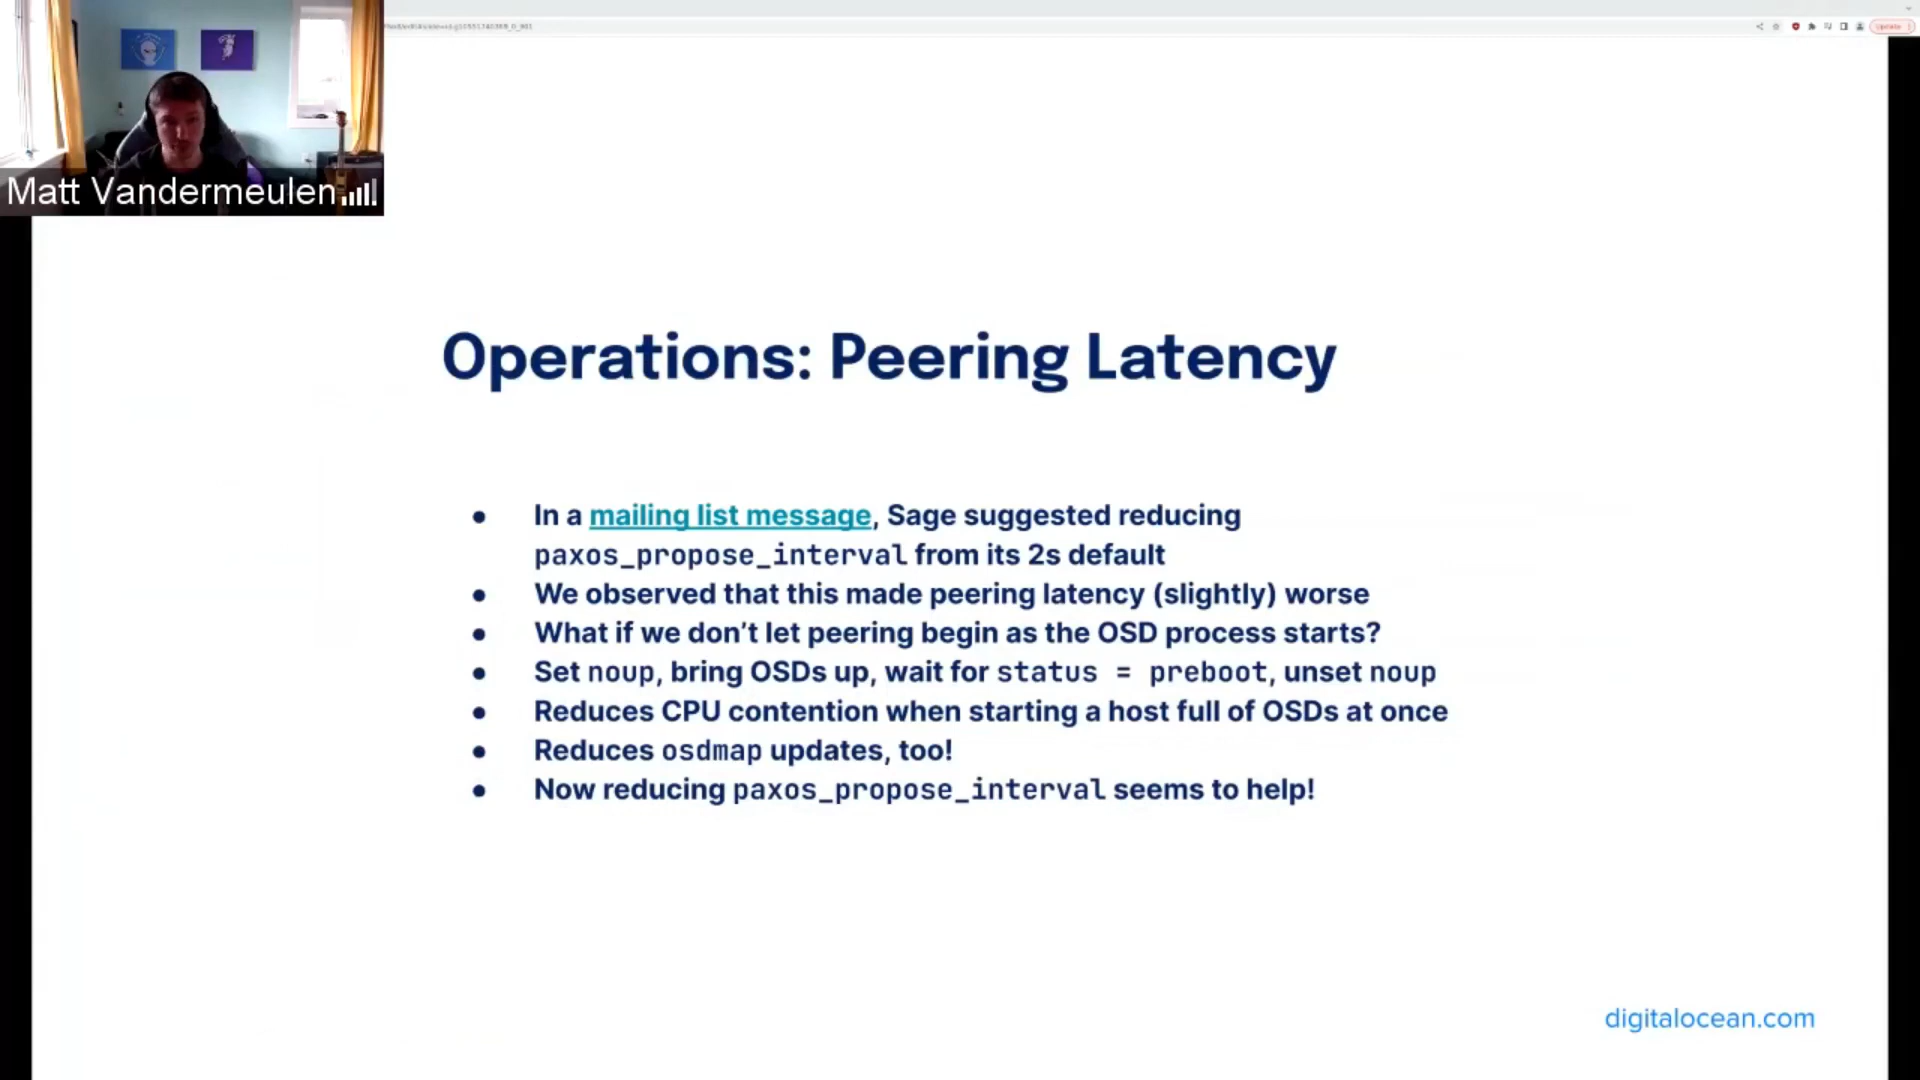 Update
Matt Vandermeulen
Operations: Peering Latency
● In a mailing list message, Sage suggested reducing
paxos_propose_interval from its 2s default
● We observed that this made peering latency (slightly) worse
● What if we don’t let peering begin as the OSD process starts?
● Set noup, bring OSDs up, wait for status = preboot, unset noup
● Reduces CPU contention when starting a host full of OSDs at once
● Reduces osdmap updates, too!
● Now reducing paxos_propose_interval seems to help!
digitalocean.com